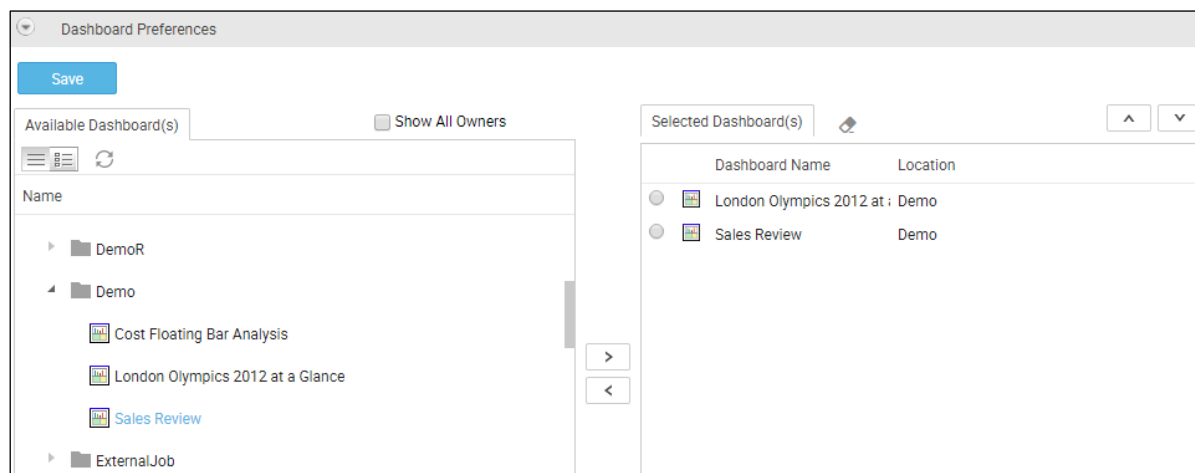 Dashboard Preferences
Save
Available Dashboard(s)
Show All Owners
Name
DemoR
Demo
Cost Floating Bar Analysis
London Olympics 2012 at a Glance
Sales Review
ExternalJob
Selected Dashboard(s)
Dashboard Name Location
London Olympics 2012 at Demo
Sales Review Demo